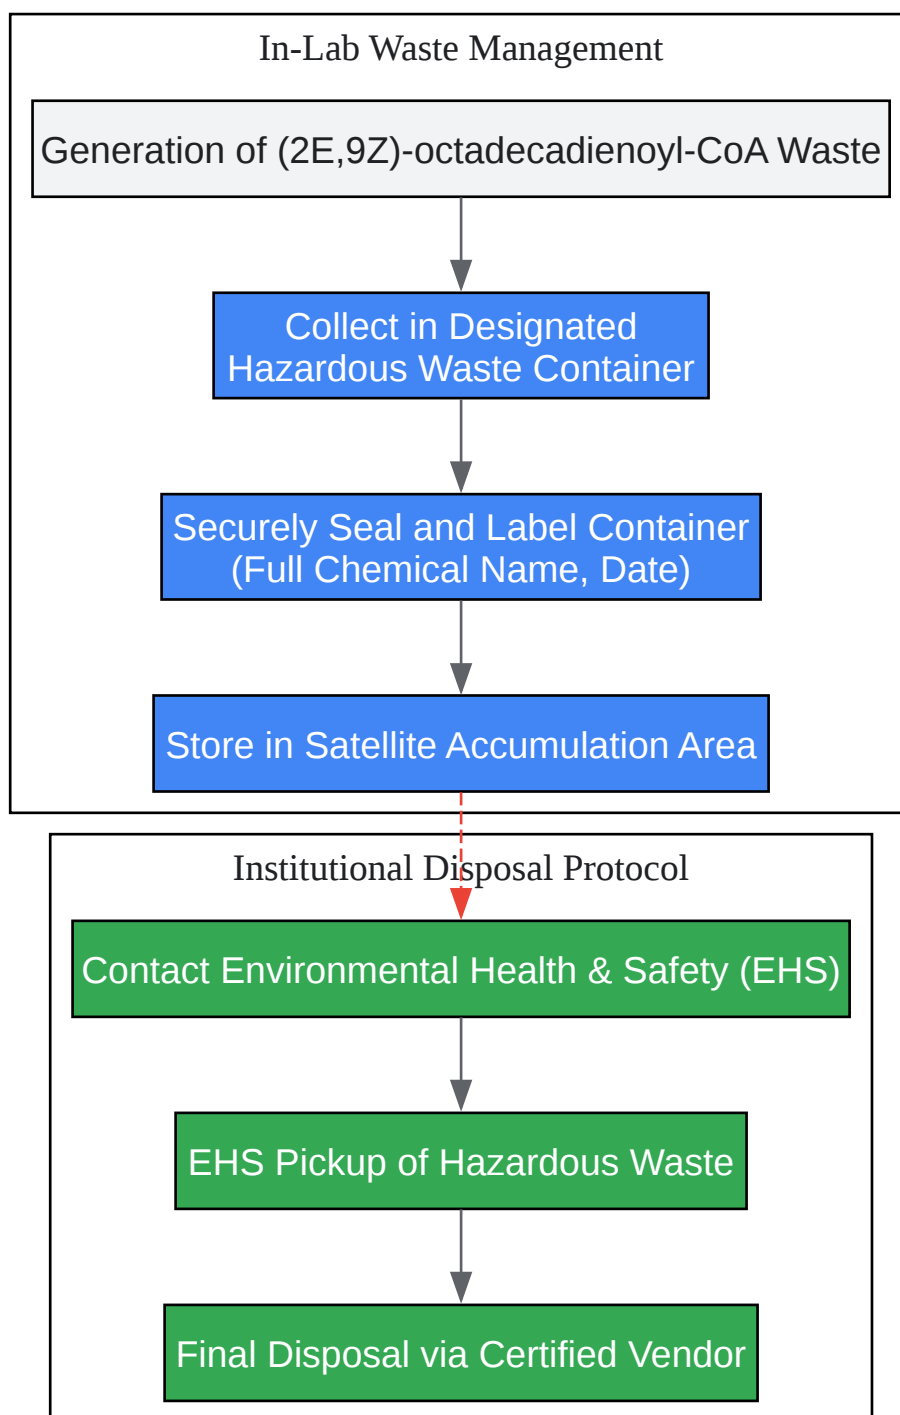 In-Lab Waste Management
Generation of (2E,9Z)-octadecadienoyl-CoA Waste
Collect in Designated
Hazardous Waste Container
Securely Seal and Label Container
(Full Chemical Name, Date)
Store in Satellite Accumulation Area
Institutional Disposal Protocol
Contact Environmental Health & Safety (EHS)
EHS Pickup of Hazardous Waste
Final Disposal via Certified Vendor